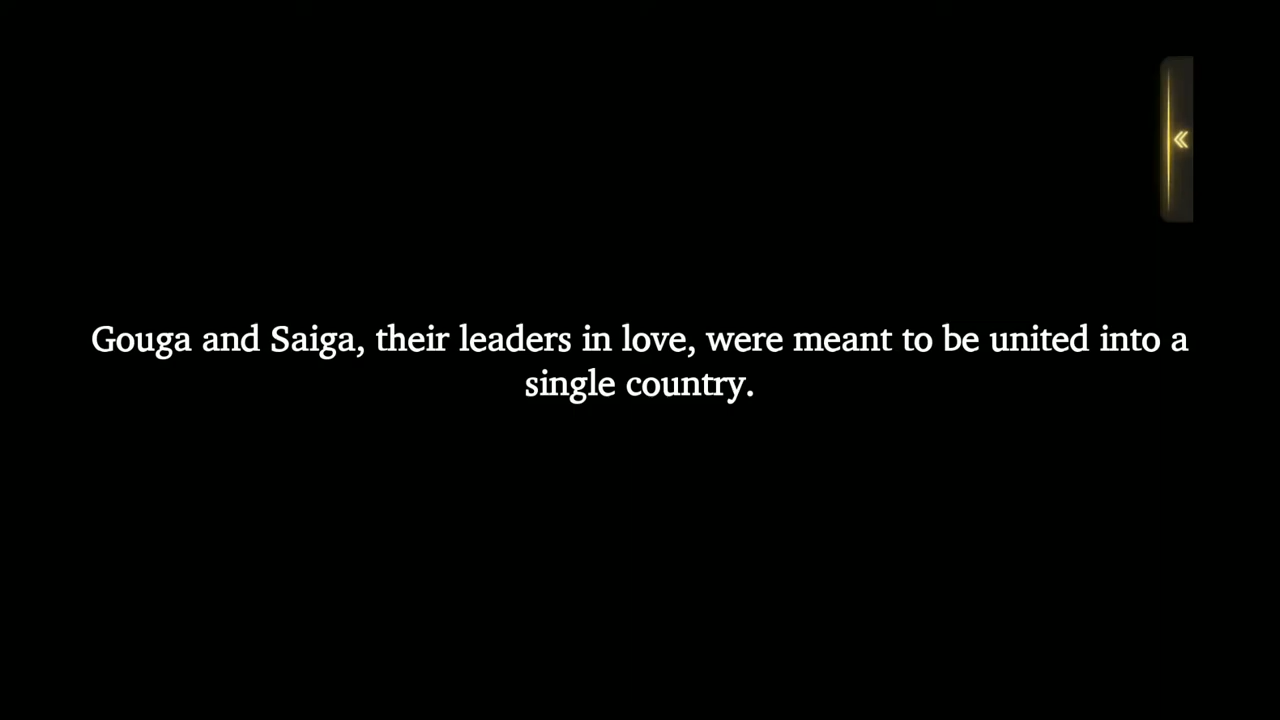 Gouga and Saiga, their leaders in love, were meant to be united into a
single country.